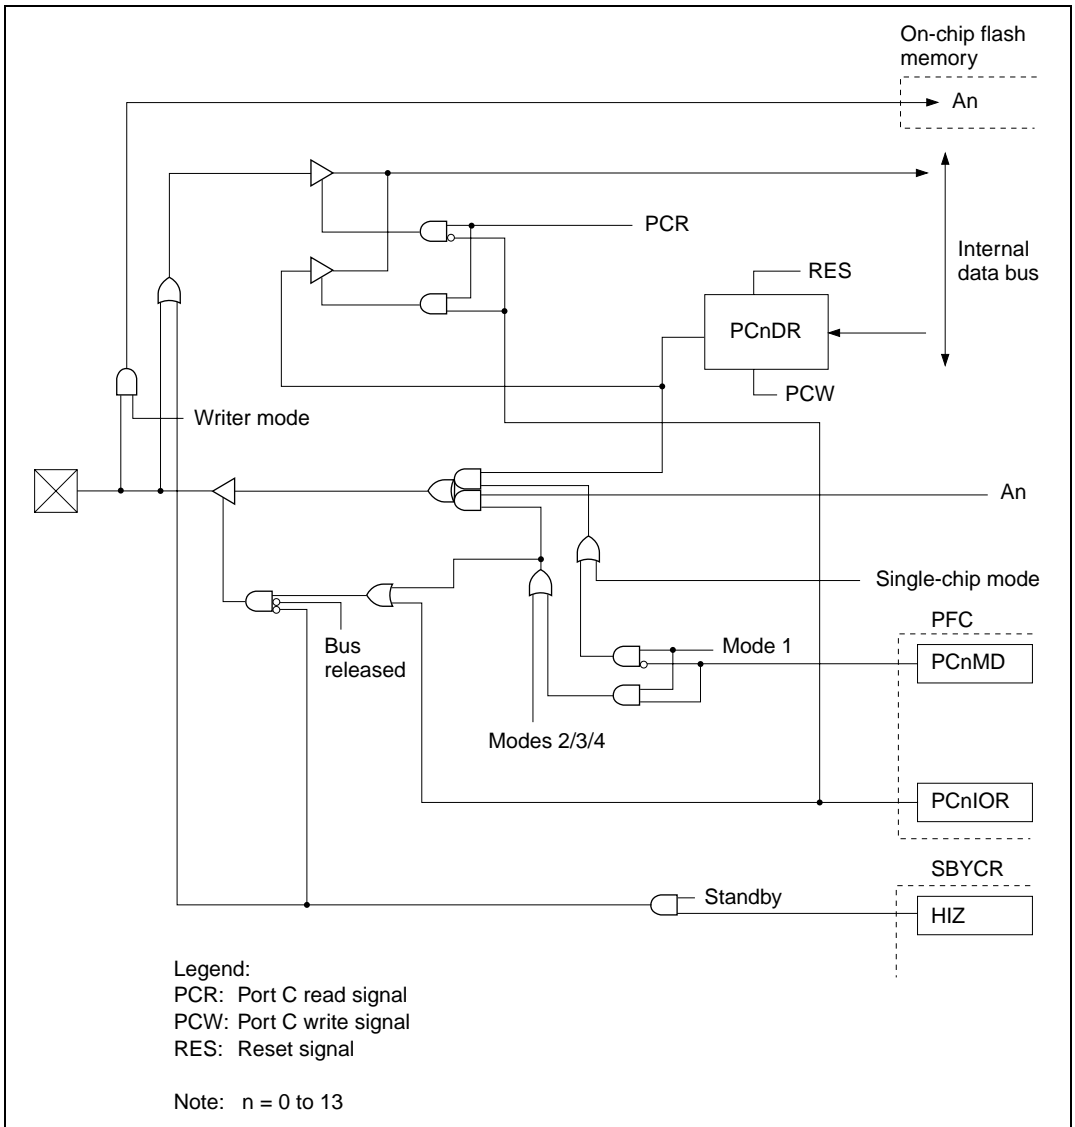 On-chip flash
memory
An
PCR
RES
Internal
data bus
PCnDR
PCW
Writer mode
An
Single-chip mode
PFC
Bus
released
Mode 1
PCnMD
Modes 2/3/4
PCnIOR
SBYCR
Standby
HIZ
Legend:
PCR: Port C read signal
PCW: Port C write signal
RES: Reset signal
Note: n = 0 to 13